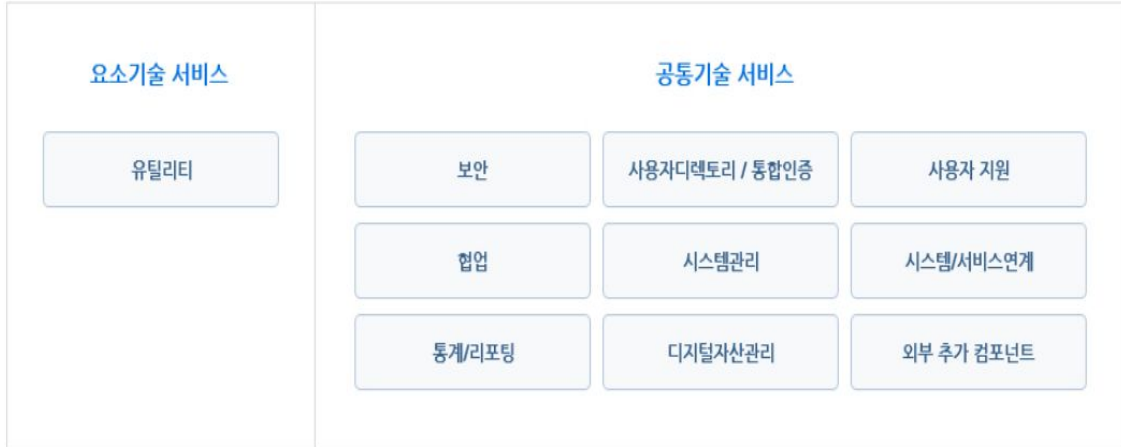 요소기술 서비스
공통기술 서비스
유틸리티
보안
사용자디렉토리 / 통합인증
사용자 지원
협업
시스템관리
시스템/서비스연계
통계/리포팅
디지털자산관리
외부 추가 컴포넌트